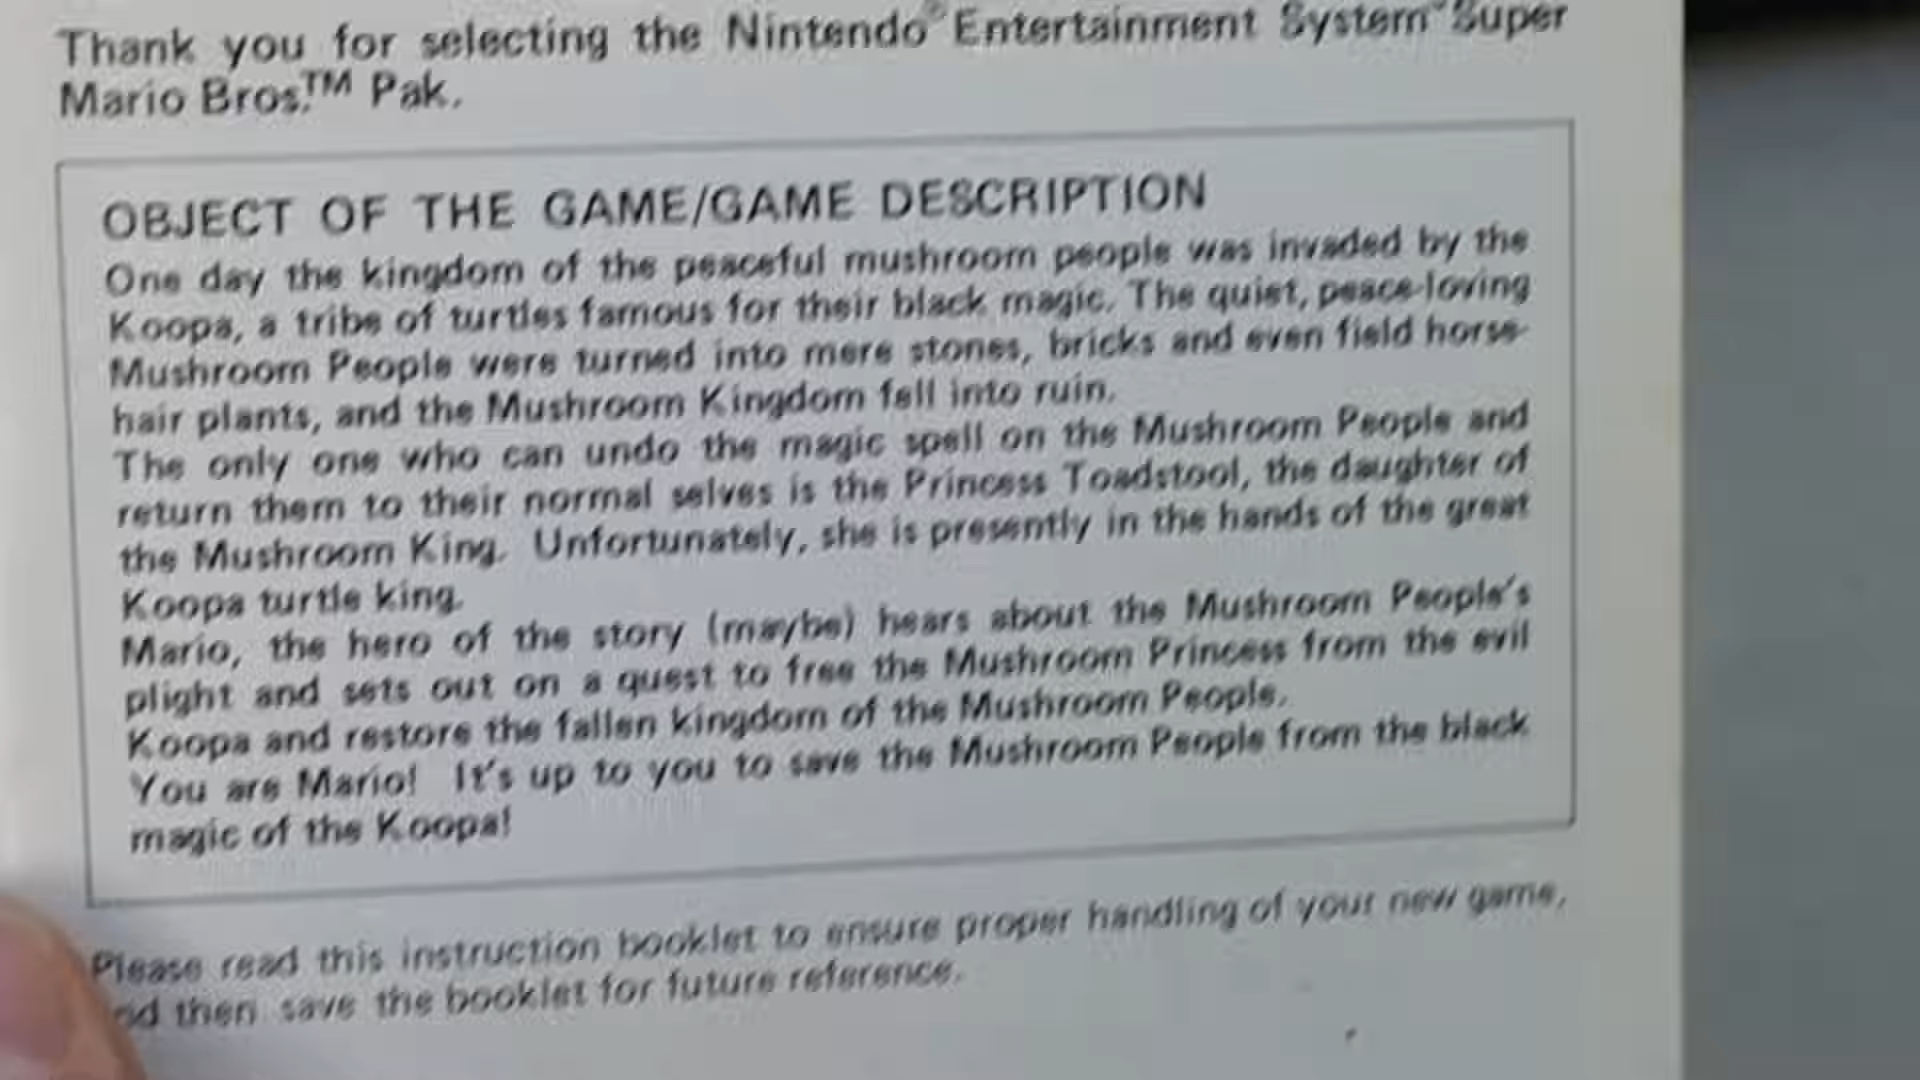 Thank you for selecting the Nintendo® Entertainment System™ Super
Mario Bros.™ Pak.
OBJECT OF THE GAME/GAME DESCRIPTION
One day the kingdom of the peaceful mushroom people was invaded by the
Koopa, a tribe of turtles famous for their black magic. The quiet, peace-loving
Mushroom People were turned into mere stones, bricks and even field horse-
hair plants, and the Mushroom Kingdom fell into ruin.
The only one who can undo the magic spell on the Mushroom People and
return them to their normal selves is the Princess Toadstool, the daughter of
the Mushroom King. Unfortunately, she is presently in the hands of the great
Koopa turtle king.
Mario, the hero of the story (maybe) hears about the Mushroom People's
plight and sets out on a quest to free the Mushroom Princess from the evil
Koopa and restore the fallen kingdom of the Mushroom People.
You are Mario! It's up to you to save the Mushroom People from the black
magic of the Koopa!
Please read this instruction booklet to ensure proper handling of your new game,
nd then save the booklet for future reference.